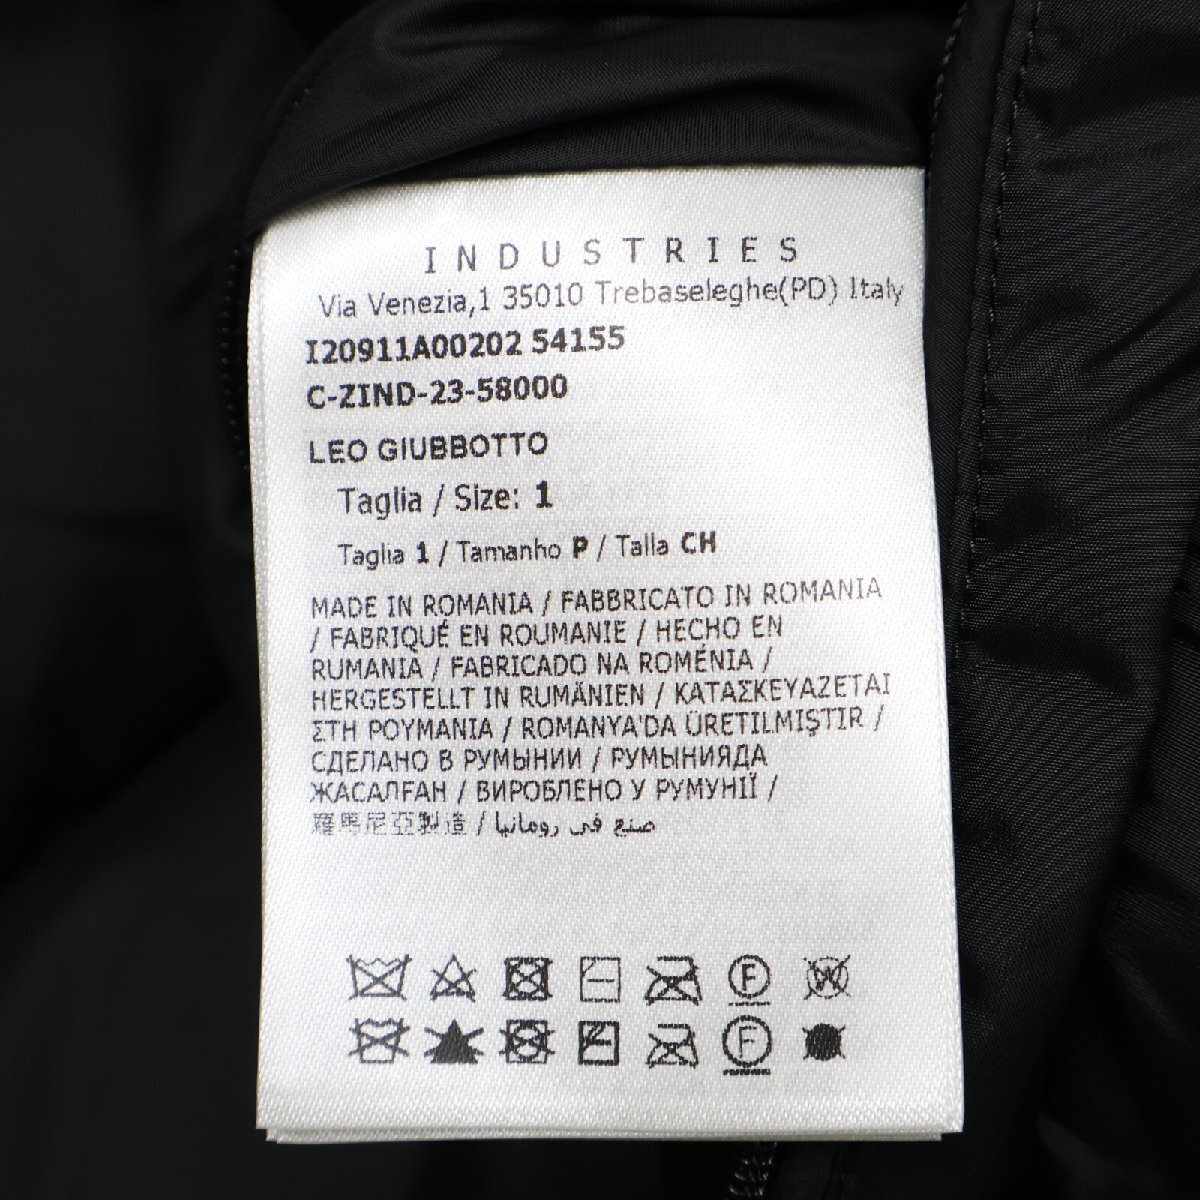 INDUSTRIES
Via Venezia,1 35010 Trebaseleghe(PD) Italy
I20911A00202 54155
C-ZIND-23-58000
LEO GIUBBOTTO
Taglia / Size: 1
Taglia 1 / Tamanho P / Talla CH
MADE IN ROMANIA / FABBRICATO IN ROMANIA
/ FABRIQUÉ EN ROUMANIE / HECHO EN
RUMANIA / FABRICADO NA ROMÉNIA /
HERGESTELLT IN RUMÄNIEN / ΚΑΤΑΣΚΕΥΑΖΕΤΑΙ
ΣΤΗ ΡΟΥΜΑΝΙΑ / ROMANYA'DA ÜRETILMIŞTIR /
СДЕЛАНО В РУМЫНИИ / РУМЫНИЯДА
ЖАСАЛҒАН / ВИРОБЛЕНО У РУМУНІЇ /
羅馬尼亞製造 / صنع في رومانيا
F W
F